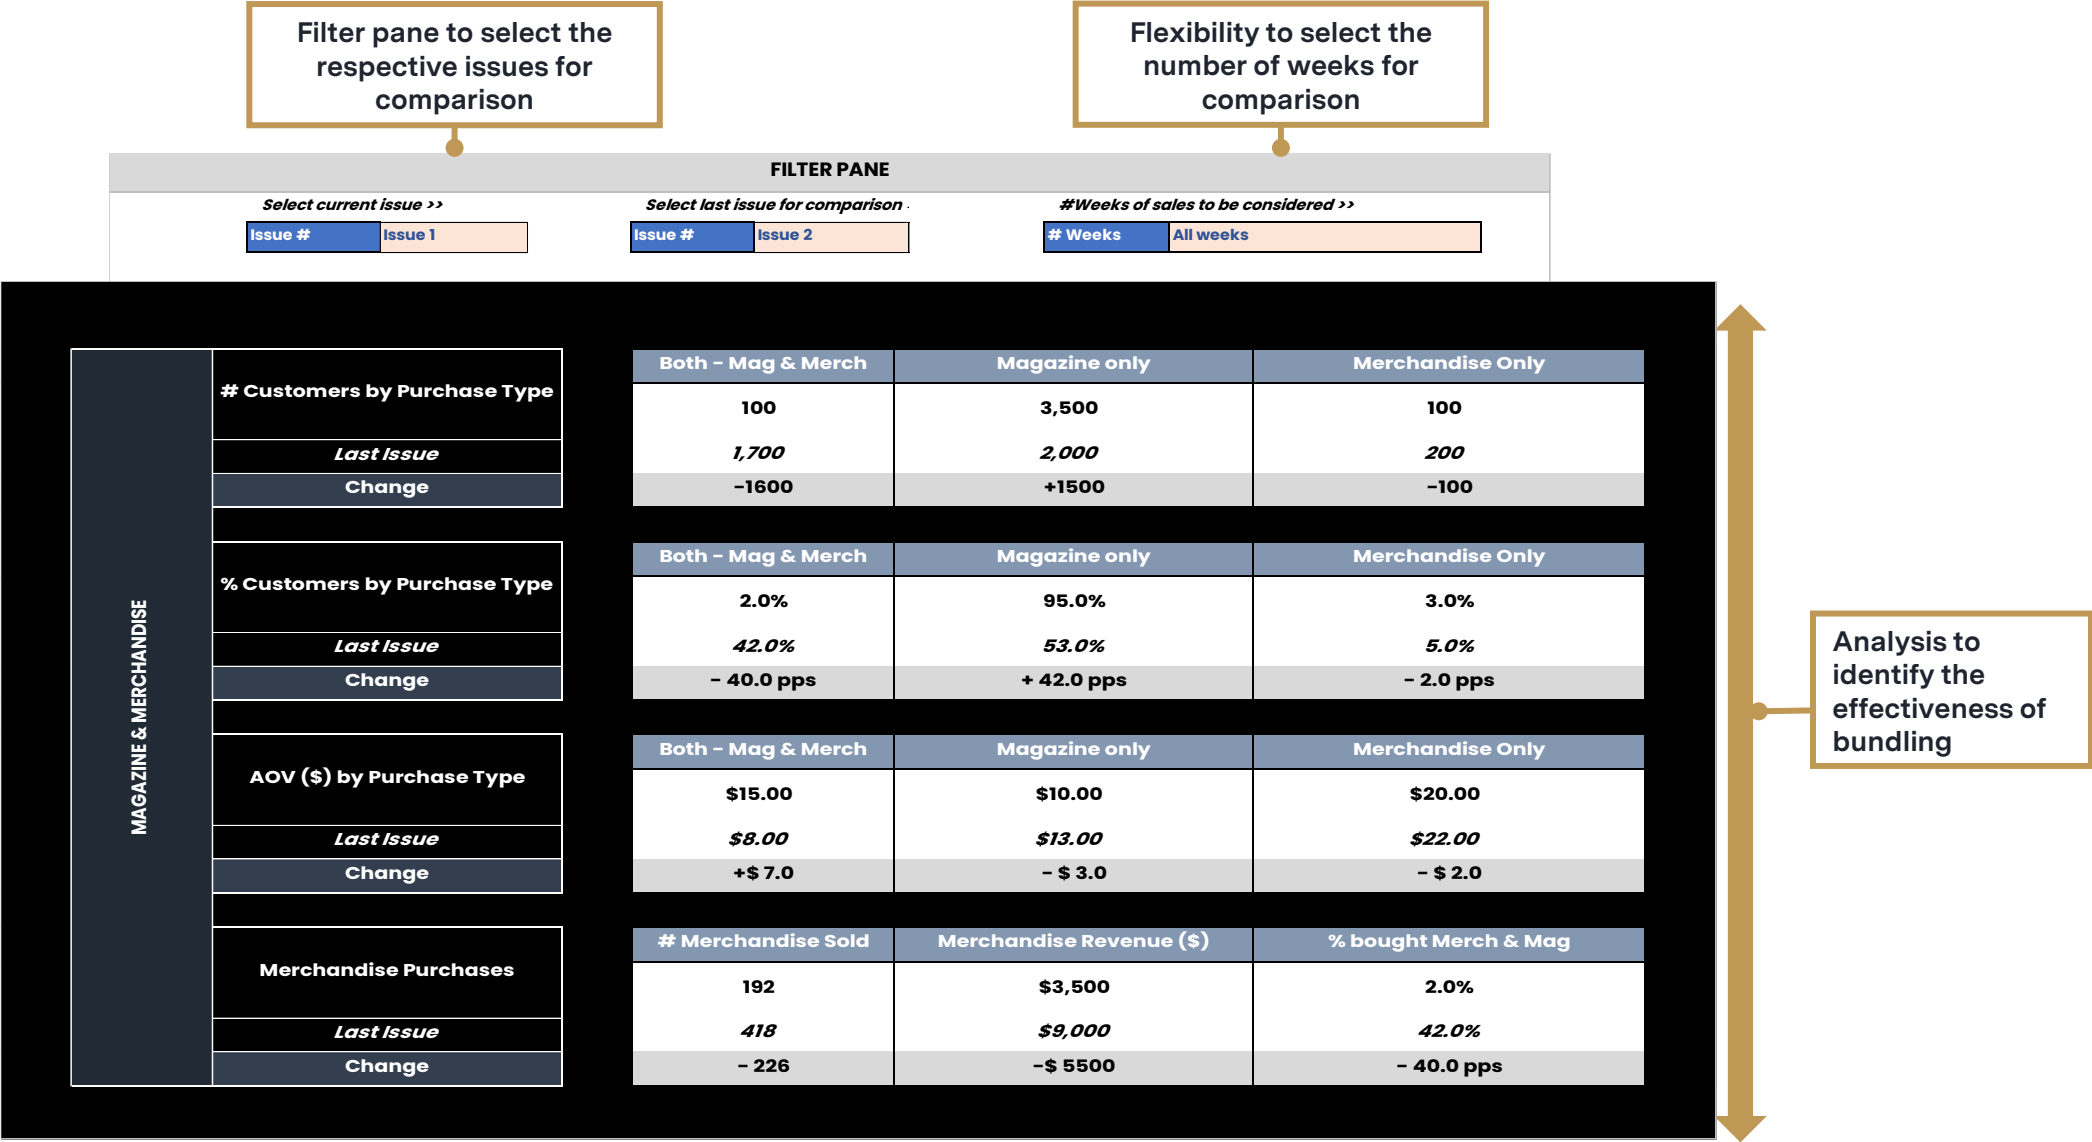 Filter pane to select the
respective issues for
comparison
Flexibility to select the
number of weeks for
comparison
FILTER PANE
Select current issue >>
Select last issue for comparison
#Weeks of sales to be considered >>
Issue # Issue 1
Issue # Issue 2
# Weeks All weeks
MAGAZINE & MERCHANDISE
# Customers by Purchase Type
Both - Mag & Merch Magazine only Merchandise Only
100 3,500 100
Last Issue 1,700 2,000 200
Change -1600 +1500 -100
% Customers by Purchase Type
Both - Mag & Merch Magazine only Merchandise Only
2.0% 95.0% 3.0%
Last Issue 42.0% 53.0% 5.0%
Change - 40.0 pps + 42.0 pps - 2.0 pps
AOV ($) by Purchase Type
Both - Mag & Merch Magazine only Merchandise Only
$15.00 $10.00 $20.00
Last Issue $8.00 $13.00 $22.00
Change +$ 7.0 - $ 3.0 - $ 2.0
Merchandise Purchases
# Merchandise Sold Merchandise Revenue ($) % bought Merch & Mag
192 $3,500 2.0%
Last Issue 418 $9,000 42.0%
Change - 226 -$ 5500 - 40.0 pps
Analysis to
identify the
effectiveness of
bundling